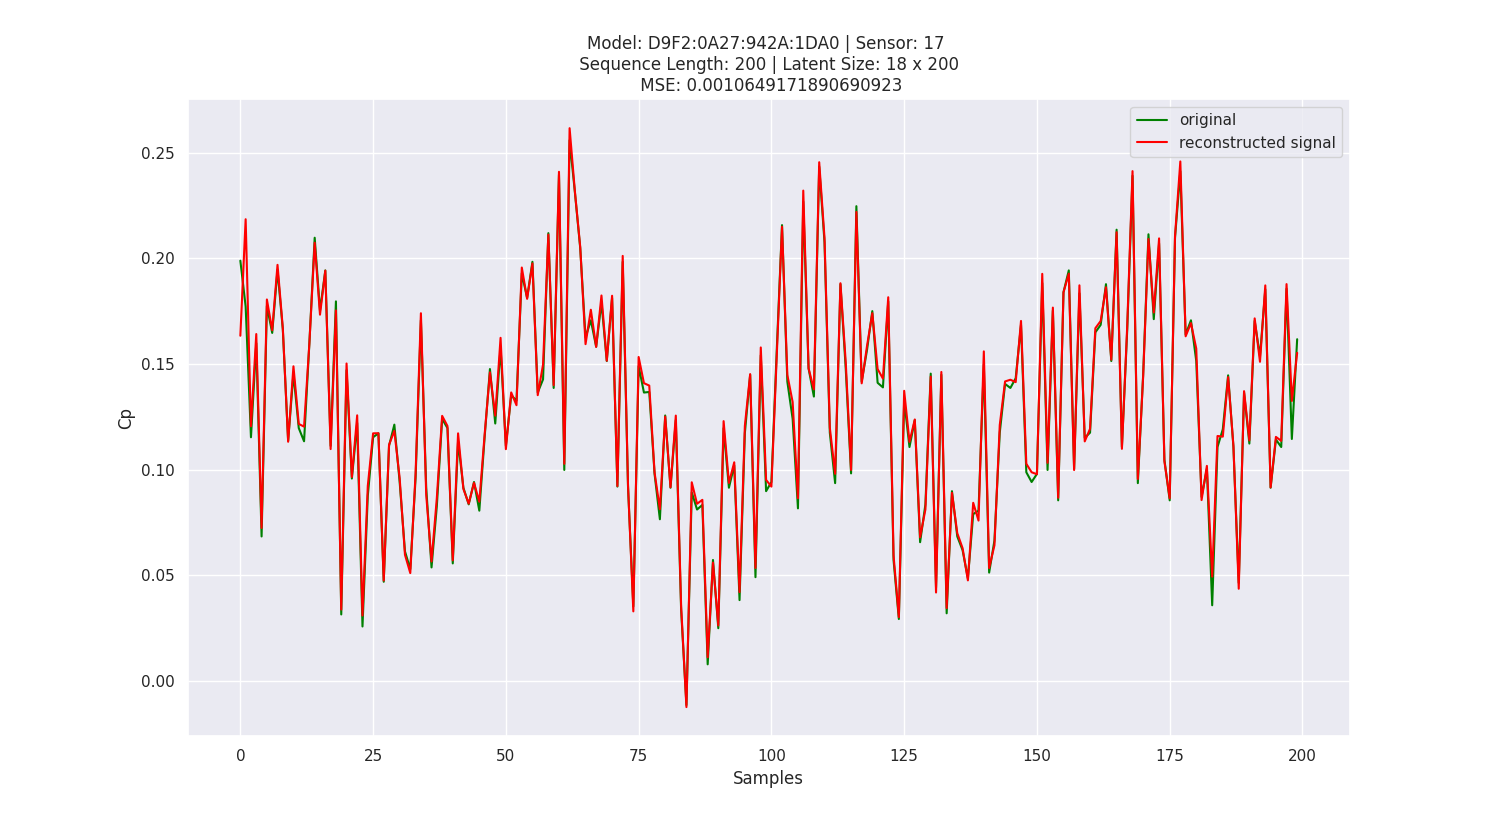 Model: D9F2:0A27:942A:1DA0 | Sensor: 17
Sequence Length: 200 | Latent Size: 18 x 200
MSE: 0.0010649171890690923
original
reconstructed signal
0.25
0.20
0.15
0.10
0.05
0.00
Cp
0 25 50 75 100 125 150 175 200
Samples